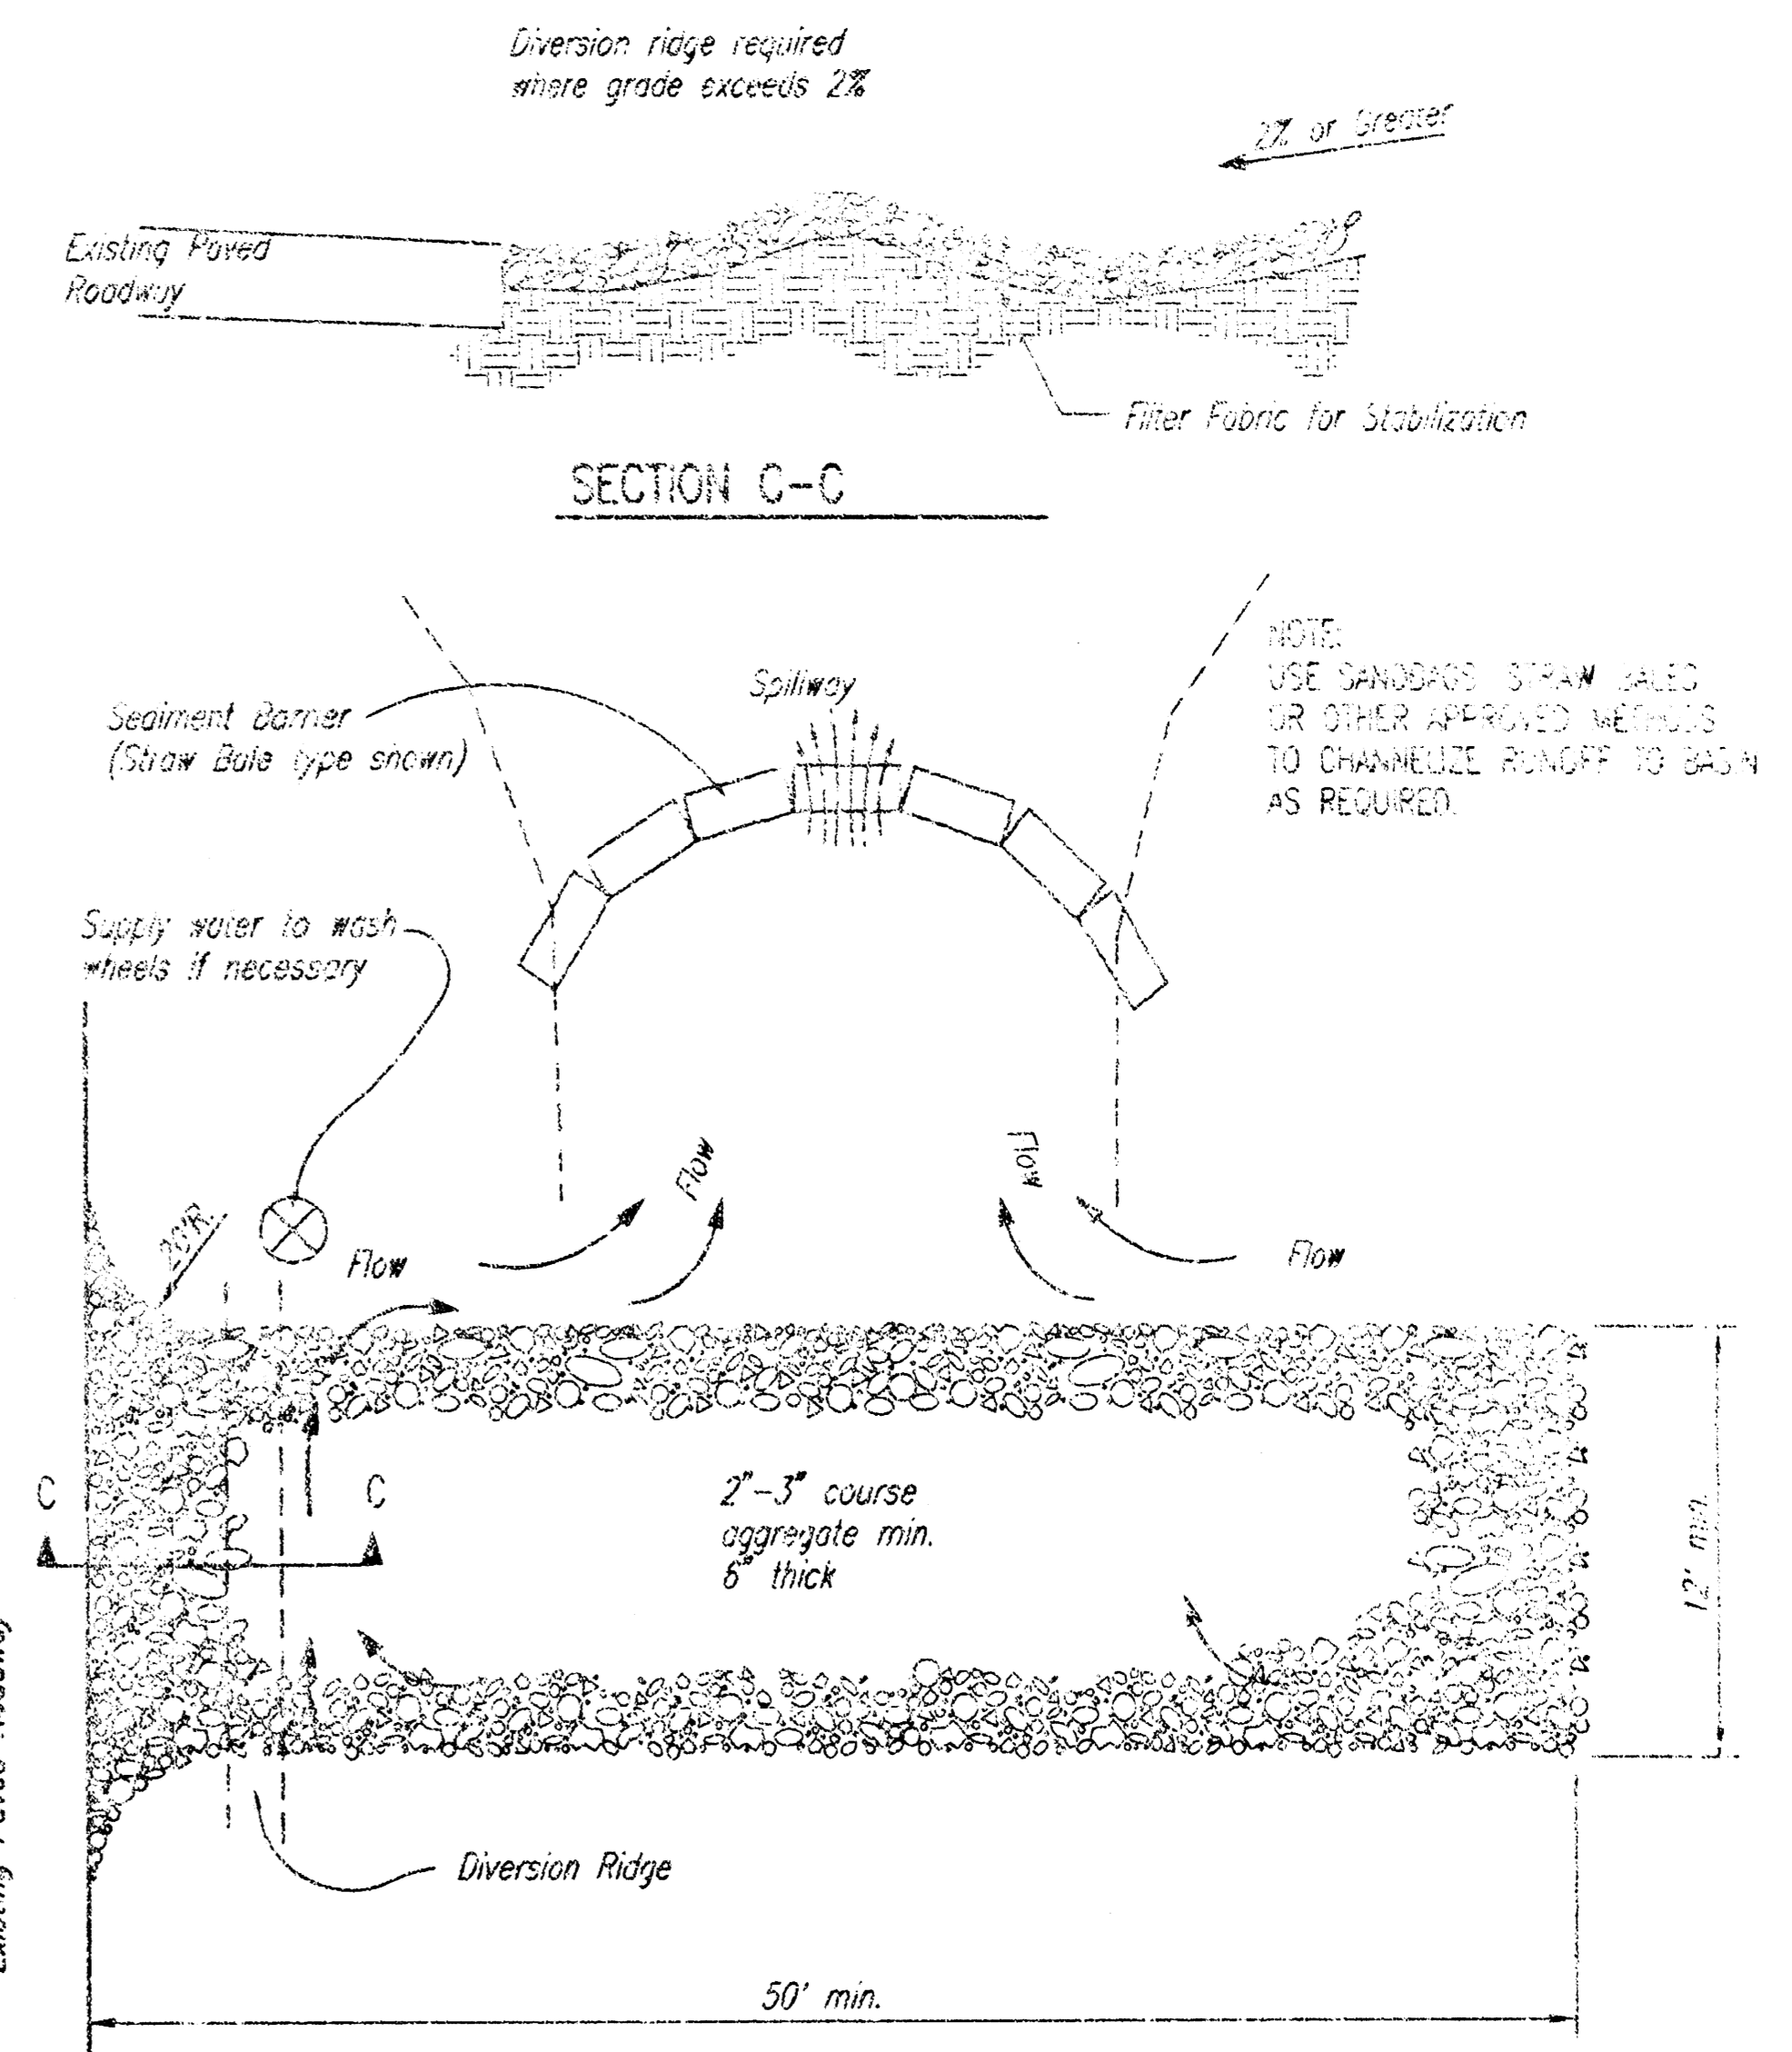 Diversion ridge required
where grade exceeds 2%
2% or Greater
Existing Paved
Roadway
Filter Fabric for Stabilization
SECTION C-C
NOTE:
USE SANDBAGS STRAW BALES
OR OTHER APPROVED METHODS
TO CHANNELIZE RUNOFF TO BASIN
AS REQUIRED.
Spillway
Sediment Barrier
(Straw Bale type shown)
Supply water to wash
wheels if necessary
Flow
Flow
20'R.
Flow
Flow
C
C
2"-3" course
aggregate min.
6" thick
12' min.
Existing Paved Roadway
Diversion Ridge
50' min.